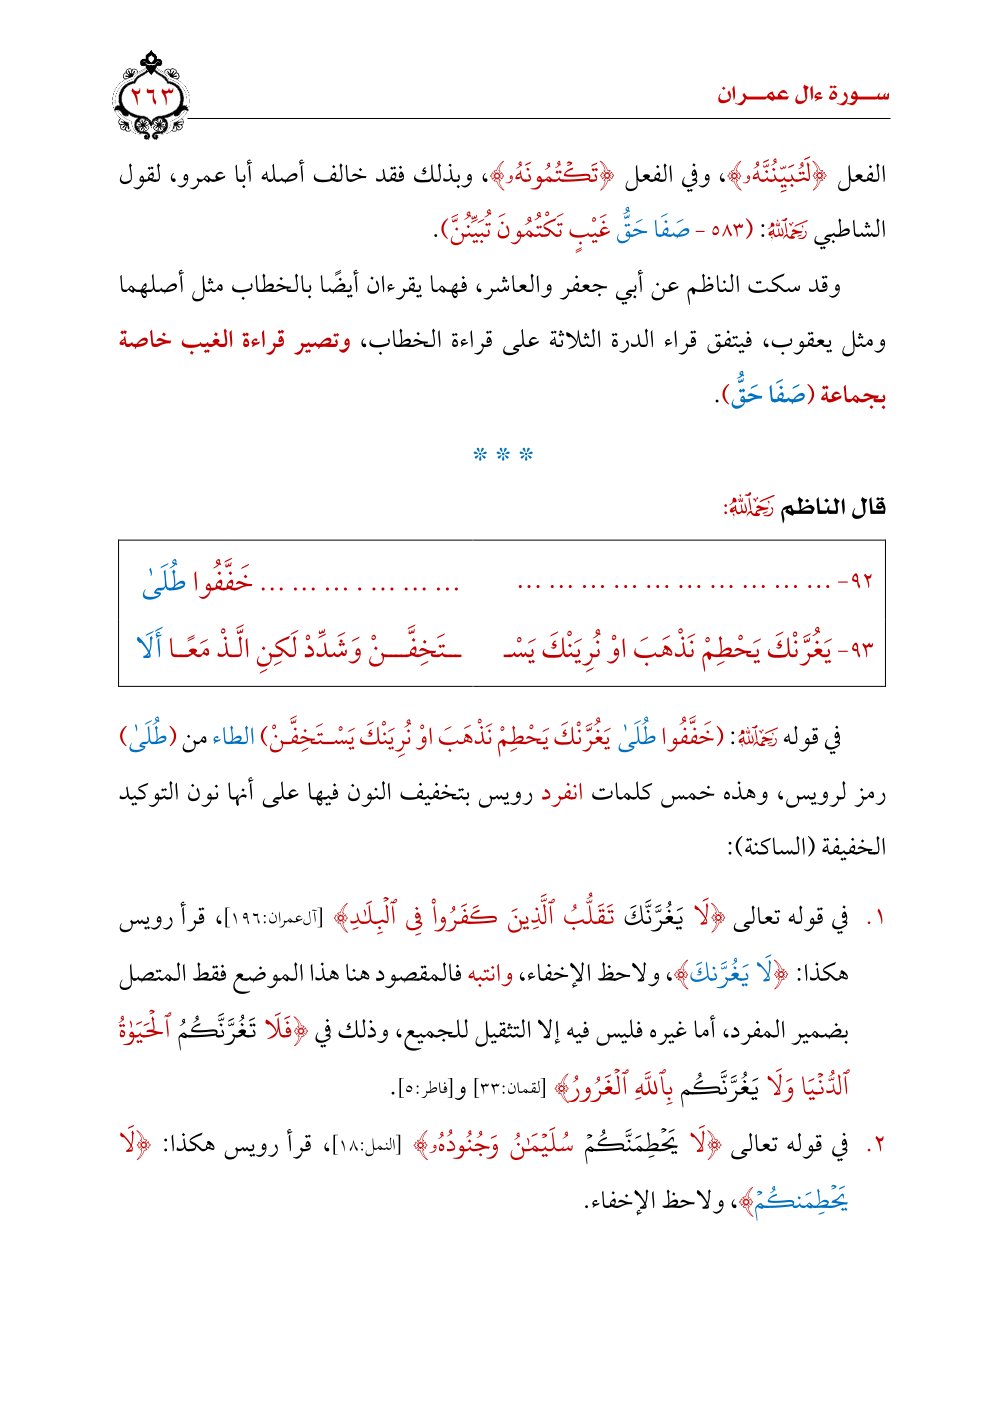 سـورة ءال عمـران
٢٦٣
الفعل ﴿لَتُبَيِّنُنَّهُۥ﴾، وفي الفعل ﴿تَكۡتُمُونَهُۥ﴾، وبذلك فقد خالف أصله أبا عمرو، لقول
الشاطبي رَحِمَهُ ٱللَّهُ: (٥٨٣ - صَفَا حَقُّ غَيْبٍ تَكْتُمُونَ تُبَيِّنُنَّ).
وقد سكت الناظم عن أبي جعفر والعاشر، فهما يقرءان أيضًا بالخطاب مثل أصلهما
ومثل يعقوب، فيتفق قراء الدرة الثلاثة على قراءة الخطاب، وتصير قراءة الغيب خاصة
بجماعة (صَفَا حَقُّ).
* * *
قال الناظم رَحِمَهُ ٱللَّهُ:
٩٢- ... ... ... ... ... ... ... ... ... ... ... ... ... . ... ... ... خَفَّفُوا طُلَىٰ
٩٣- يَغُرَّنْكَ يَحْطِمْ نَذْهَبَ اوْ نُرِيَنْكَ يَسْـ ـتَخِفَّـنْ وَشَدِّدْ لَكِنِ الَّـذْ مَعًـا أَلَا
في قوله رَحِمَهُ ٱللَّهُ: (خَفَّفُوا طُلَىٰ يَغُرَّنْكَ يَحْطِمْ نَذْهَبَ اوْ نُرِيَنْكَ يَسْـتَخِفَّـنْ) الطاء من (طُلَىٰ)
رمز لرويس، وهذه خمس كلمات انفرد رويس بتخفيف النون فيها على أنها نون التوكيد
الخفيفة (الساكنة):
١. في قوله تعالى ﴿لَا يَغُرَّنَّكَ تَقَلُّبُ ٱلَّذِينَ كَفَرُواْ فِي ٱلۡبِلَٰدِ﴾ [آل عمران:١٩٦]، قرأ رويس
هكذا: ﴿لَا يَغُرَّنكَ﴾، ولاحظ الإخفاء، وانتبه فالمقصود هنا هذا الموضع فقط المتصل
بضمير المفرد، أما غيره فليس فيه إلا التثقيل للجميع، وذلك في ﴿فَلَا تَغُرَّنَّكُمُ ٱلۡحَيَوٰةُ
ٱلدُّنۡيَا وَلَا يَغُرَّنَّكُم بِٱللَّهِ ٱلۡغَرُورُ﴾ [لقمان:٣٣] و[فاطر:٥].
٢. في قوله تعالى ﴿لَا يَحۡطِمَنَّكُمۡ سُلَيۡمَٰنُ وَجُنُودُهُۥ﴾ [النمل:١٨]، قرأ رويس هكذا: ﴿لَا
يَحۡطِمَنكُمۡ﴾، ولاحظ الإخفاء.